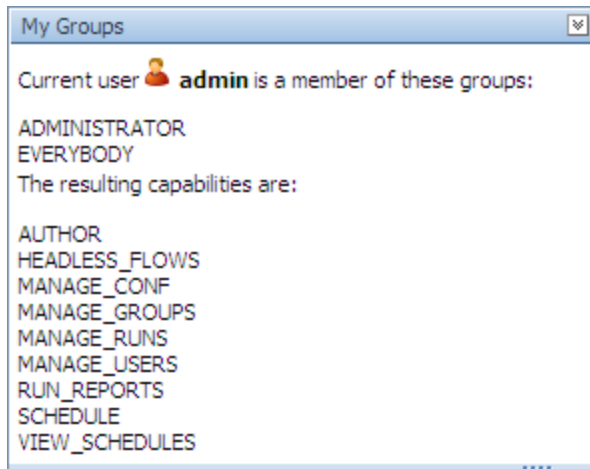 My Groups
Current user admin is a member of these groups:
ADMINISTRATOR
EVERYBODY
The resulting capabilities are:
AUTHOR
HEADLESS_FLOWS
MANAGE_CONF
MANAGE_GROUPS
MANAGE_RUNS
MANAGE_USERS
RUN_REPORTS
SCHEDULE
VIEW_SCHEDULES